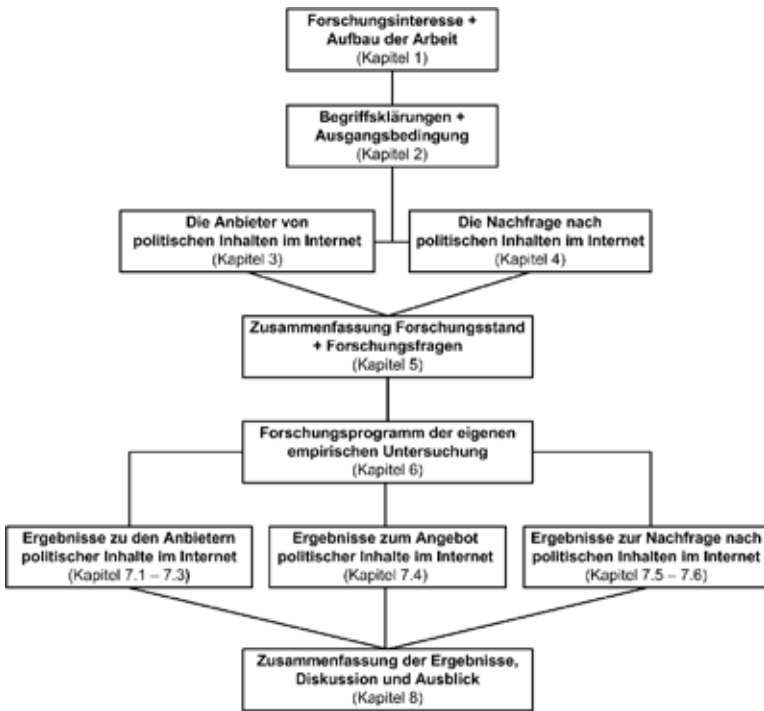 Forschungsinteresse +
Aufbau der Arbeit
(Kapitel 1)
Begriffsklärungen +
Ausgangsbedingung
(Kapitel 2)
Die Anbieter von
politischen Inhalten im Internet
(Kapitel 3)
Die Nachfrage nach
politischen Inhalten im Internet
(Kapitel 4)
Zusammenfassung Forschungsstand
+ Forschungsfragen
(Kapitel 5)
Forschungsprogramm der eigenen
empirischen Untersuchung
(Kapitel 6)
Ergebnisse zu den Anbietern
politischer Inhalte im Internet
(Kapitel 7.1 – 7.3)
Ergebnisse zum Angebot
politischer Inhalte im Internet
(Kapitel 7.4)
Ergebnisse zur Nachfrage nach
politischen Inhalten im Internet
(Kapitel 7.5 – 7.6)
Zusammenfassung der Ergebnisse,
Diskussion und Ausblick
(Kapitel 8)